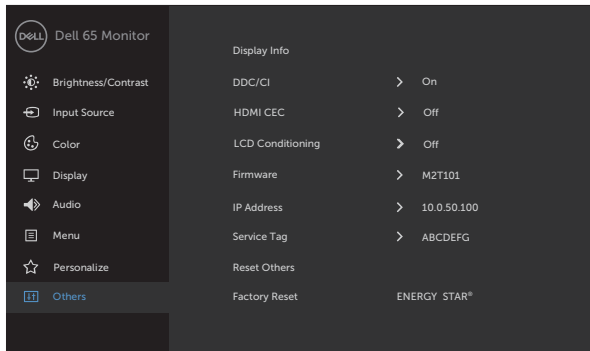 DELL Dell 65 Monitor
Brightness/Contrast
Input Source
Color
Display
Audio
Menu
Personalize
Others
Display Info
DDC/CI > On
HDMI CEC > Off
LCD Conditioning > Off
Firmware > M2T101
IP Address > 10.0.50.100
Service Tag > ABCDEFG
Reset Others
Factory Reset ENERGY STAR®